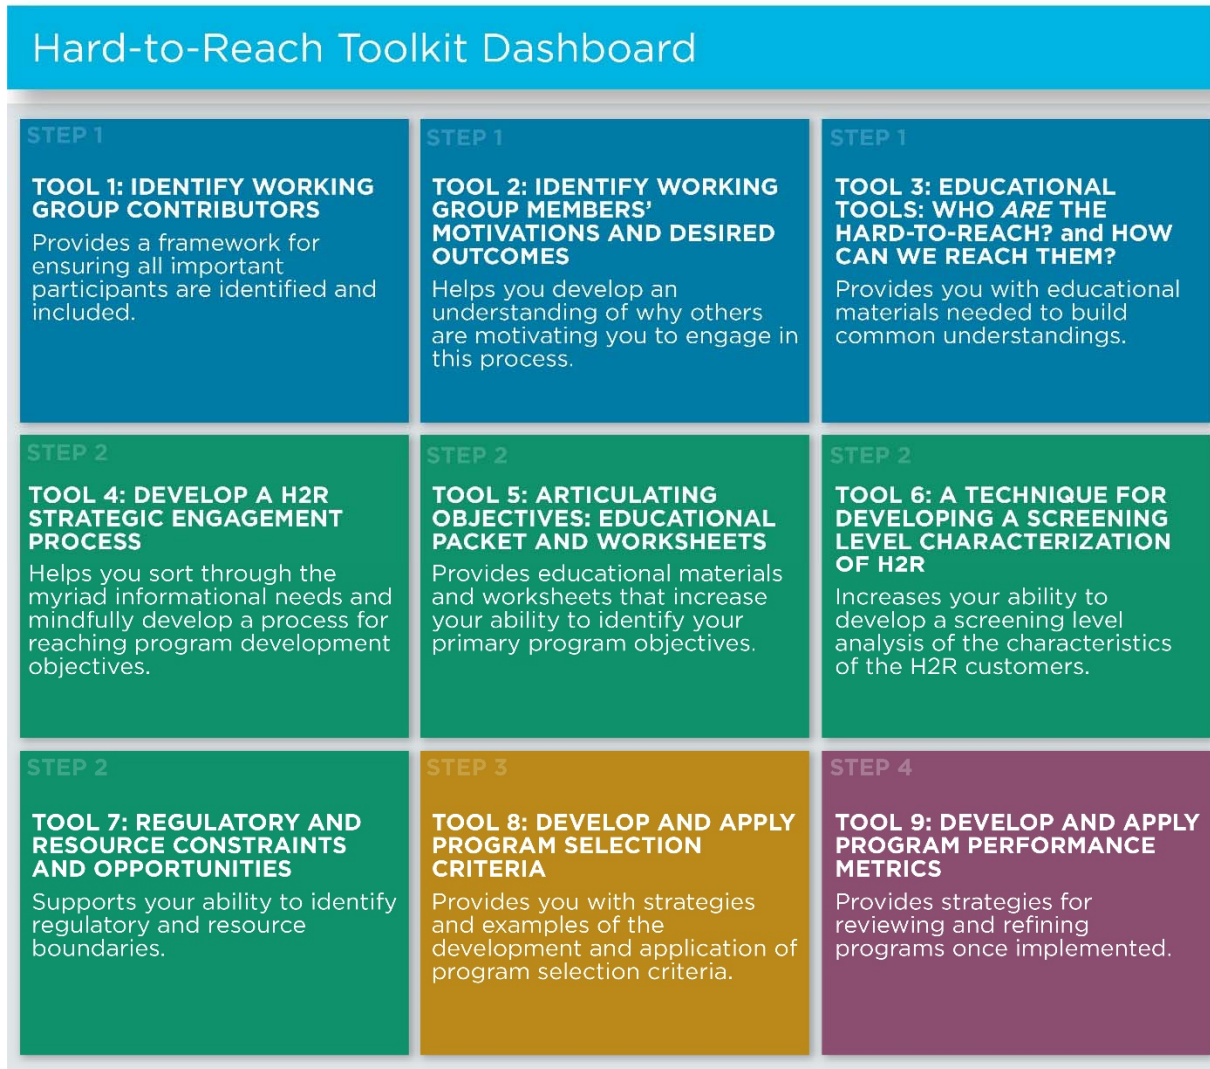 Hard-to-Reach Toolkit Dashboard
STEP 1
TOOL 1: IDENTIFY WORKING
GROUP CONTRIBUTORS
Provides a framework for
ensuring all important
participants are identified and
included.
STEP 1
TOOL 2: IDENTIFY WORKING
GROUP MEMBERS’
MOTIVATIONS AND DESIRED
OUTCOMES
Helps you develop an
understanding of why others
are motivating you to engage in
this process.
STEP 1
TOOL 3: EDUCATIONAL
TOOLS: WHO ARE THE
HARD-TO-REACH? and HOW
CAN WE REACH THEM?
Provides you with educational
materials needed to build
common understandings.
STEP 2
TOOL 4: DEVELOP A H2R
STRATEGIC ENGAGEMENT
PROCESS
Helps you sort through the
myriad informational needs and
mindfully develop a process for
reaching program development
objectives.
STEP 2
TOOL 5: ARTICULATING
OBJECTIVES: EDUCATIONAL
PACKET AND WORKSHEETS
Provides educational materials
and worksheets that increase
your ability to identify your
primary program objectives.
STEP 2
TOOL 6: A TECHNIQUE FOR
DEVELOPING A SCREENING
LEVEL CHARACTERIZATION
OF H2R
Increases your ability to
develop a screening level
analysis of the characteristics
of the H2R customers.
STEP 2
TOOL 7: REGULATORY AND
RESOURCE CONSTRAINTS
AND OPPORTUNITIES
Supports your ability to identify
regulatory and resource
boundaries.
STEP 3
TOOL 8: DEVELOP AND APPLY
PROGRAM SELECTION
CRITERIA
Provides you with strategies
and examples of the
development and application of
program selection criteria.
STEP 4
TOOL 9: DEVELOP AND APPLY
PROGRAM PERFORMANCE
METRICS
Provides strategies for
reviewing and refining
programs once implemented.